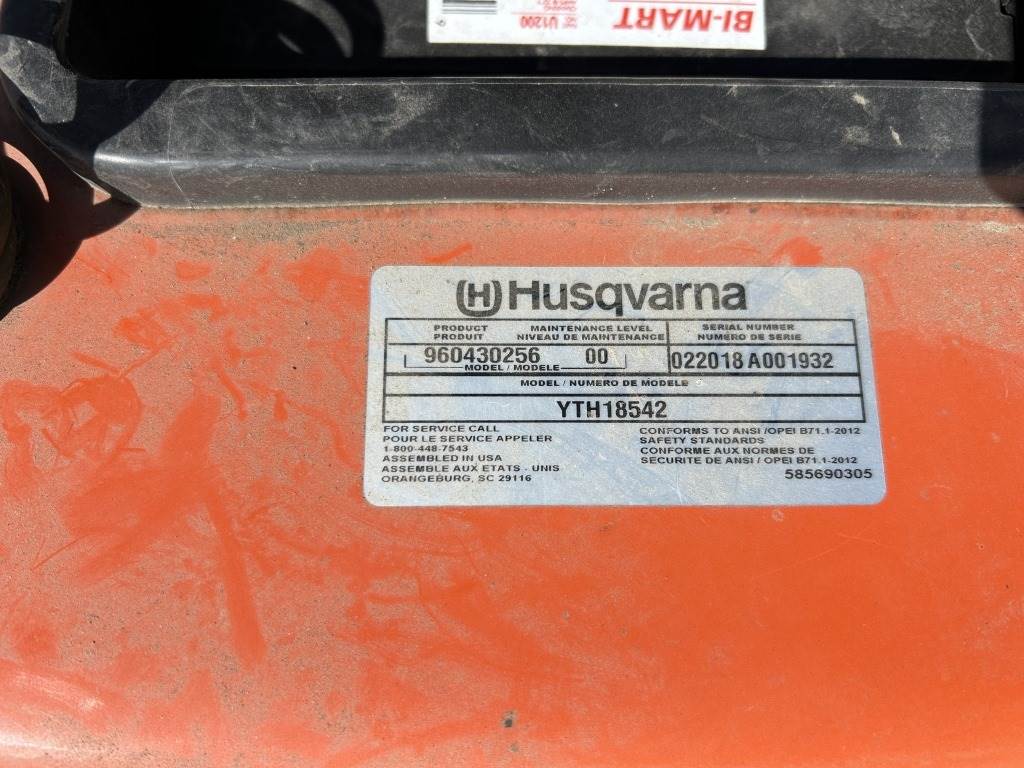 BI-MART
U1200
Husqvarna
PRODUCT MAINTENANCE LEVEL SERIAL NUMBER
PRODUIT NIVEAU DE MAINTENANCE NUMERO DE SERIE
960430256 00 022018 A001932
MODEL / MODELE
MODEL / NUMERO DE MODELE
YTH18542
FOR SERVICE CALL
POUR LE SERVICE APPELER
1-800-448-7543
ASSEMBLED IN USA
ASSEMBLE AUX ETATS - UNIS
ORANGEBURG, SC 29116
CONFORMS TO ANSI /OPEI B71.1-2012
SAFETY STANDARDS
CONFORME AUX NORMES DE
SECURITE DE ANSI / OPEI B71.1-2012
585690305